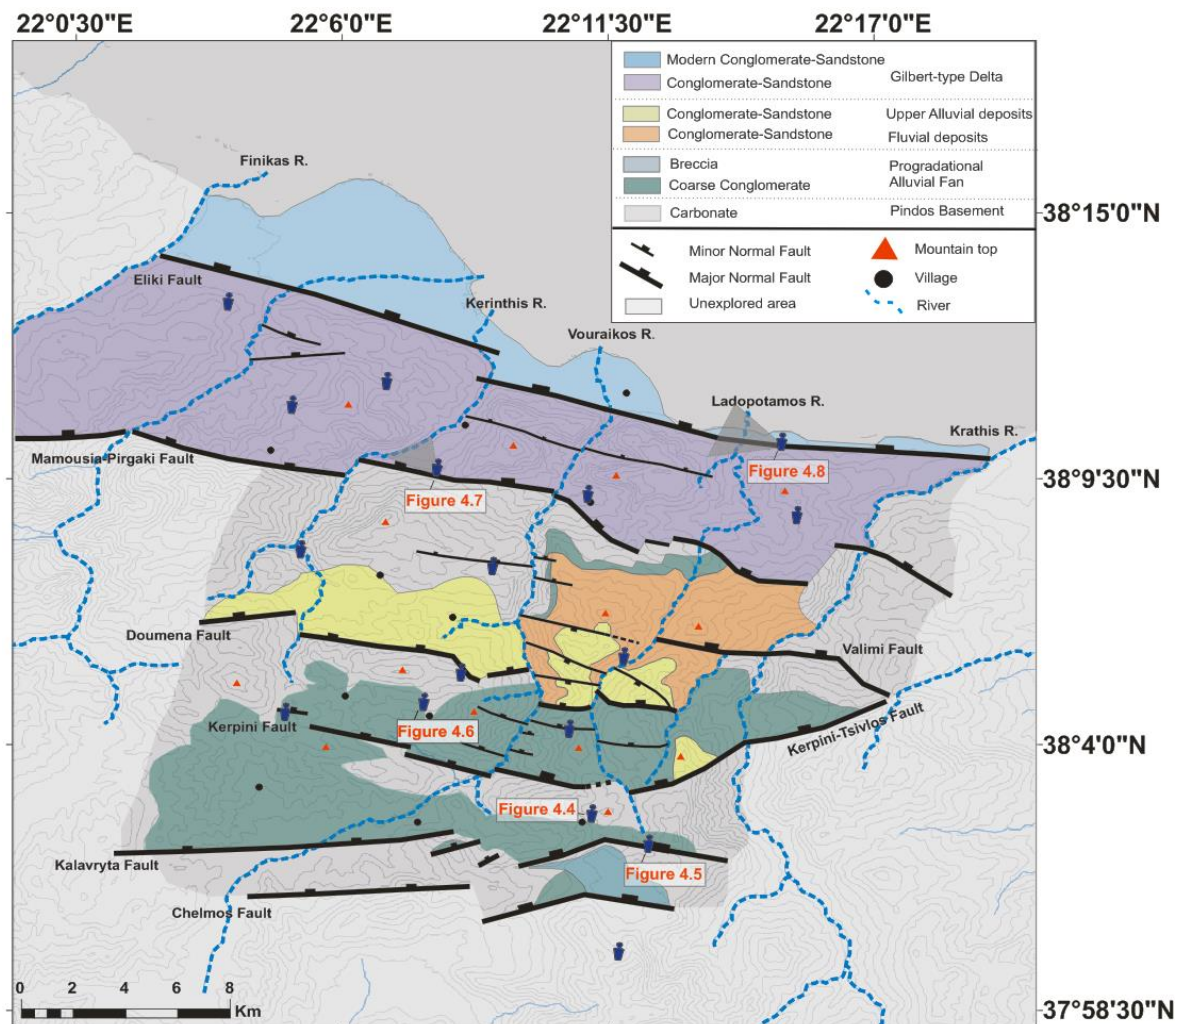 22°0'30"E 22°6'0"E 22°11'30"E 22°17'0"E
Modern Conglomerate-Sandstone
Conglomerate-Sandstone Gilbert-type Delta
Conglomerate-Sandstone Upper Alluvial deposits
Conglomerate-Sandstone Fluvial deposits
Breccia Progradational
Coarse Conglomerate Alluvial Fan
Carbonate Pindos Basement
Minor Normal Fault Mountain top
Major Normal Fault Village
Unexplored area River
Finikas R.
38°15'0"N
Eliki Fault
Kerinthis R.
Vouraikos R.
Ladopotamos R.
Krathis R.
Mamousia-Pirgaki Fault
Figure 4.8
38°9'30"N
Figure 4.7
Doumena Fault
Valimi Fault
Kerpini Fault
Figure 4.6
Kerpini-Tsivlos Fault
38°4'0"N
Figure 4.4
Kalavryta Fault
Figure 4.5
Chelmos Fault
0 2 4 6 8
Km
37°58'30"N